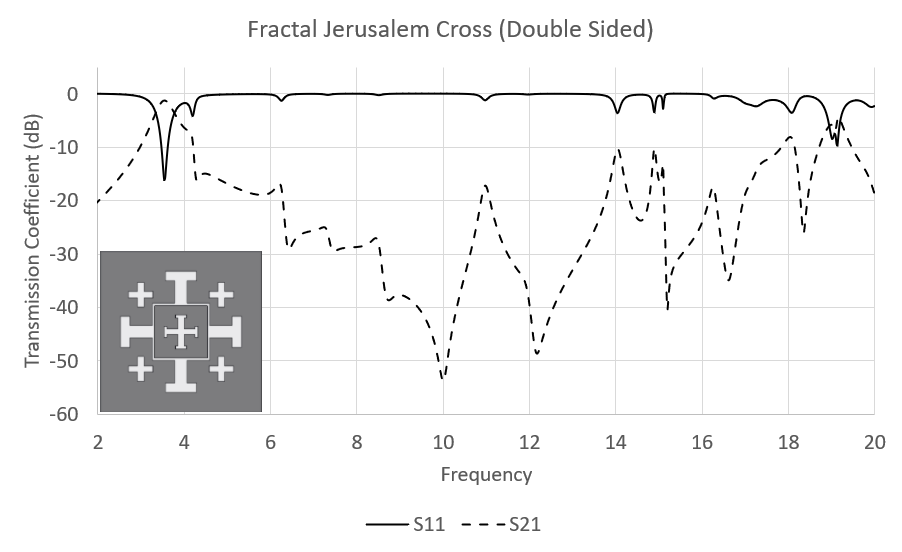 Fractal Jerusalem Cross (Double Sided)
Transmission Coefficient (dB)
0
-10
-20
-30
-40
-50
-60
2 4 6 8 10 12 14 16 18 20
Frequency
S11 S21